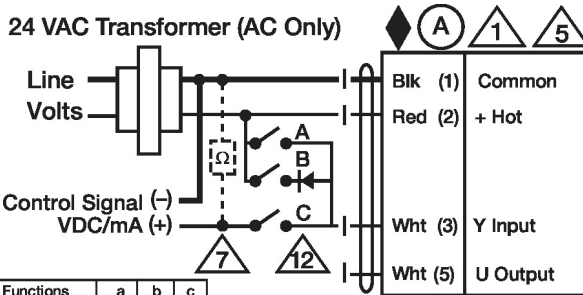 24 VAC Transformer (AC Only)
A
1
5
Line
Volts
Blk (1) Common
Red (2) + Hot
A
Ω
B
Control Signal (-)
VDC/mA (+)
C
Wht (3) Y Input
7
12
Wht (5) U Output
Functions a b c